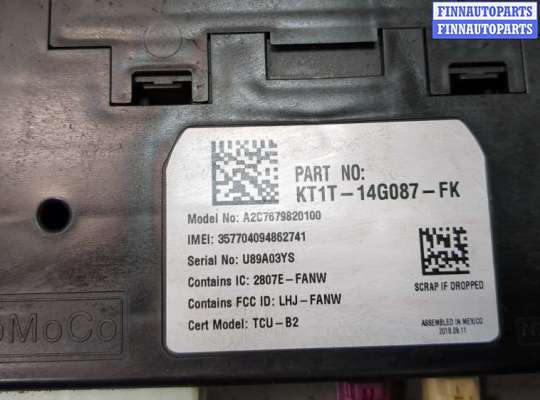 FINNAUTOPARTS
FINNAUTOPARTS
PART NO:
KT1T-14G087-FK
Model No: A2C7679820100
IMEI: 357704094862741
Serial No: U89A03YS
Contains IC: 2807E-FANW
Contains FCC ID: LHJ-FANW
Cert Model: TCU-B2
SCRAP IF DROPPED
ASSEMBLED IN MEXICO
2019.09.11
oMoCo